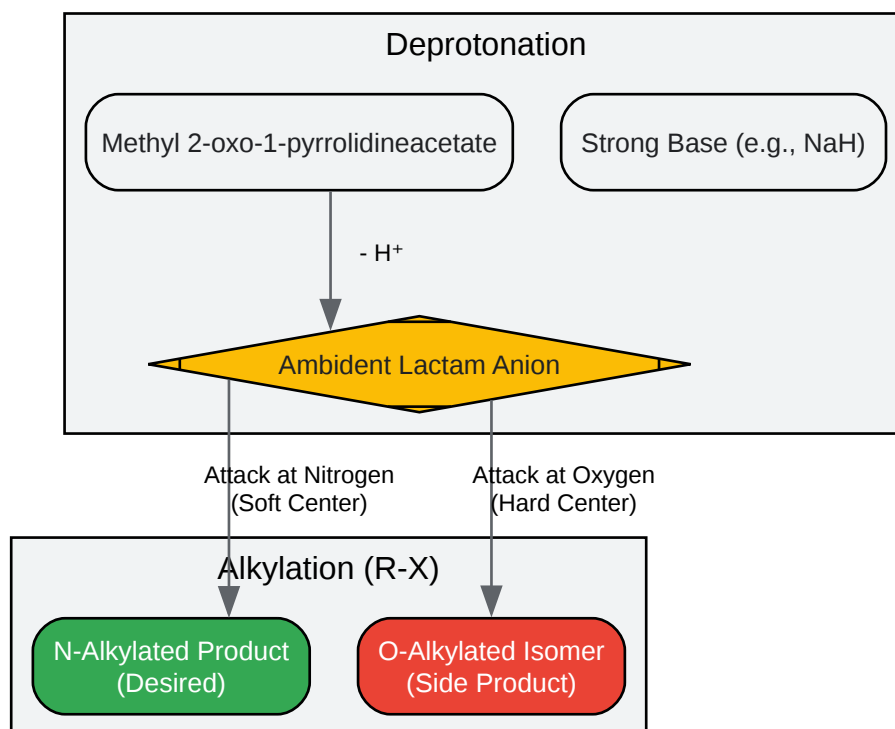 Deprotonation
Methyl 2-oxo-1-pyrrolidineacetate
Strong Base (e.g., NaH)
- H⁺
Ambident Lactam Anion
Attack at Nitrogen
(Soft Center)
Attack at Oxygen
(Hard Center)
Alkylation (R-X)
N-Alkylated Product
(Desired)
O-Alkylated Isomer
(Side Product)